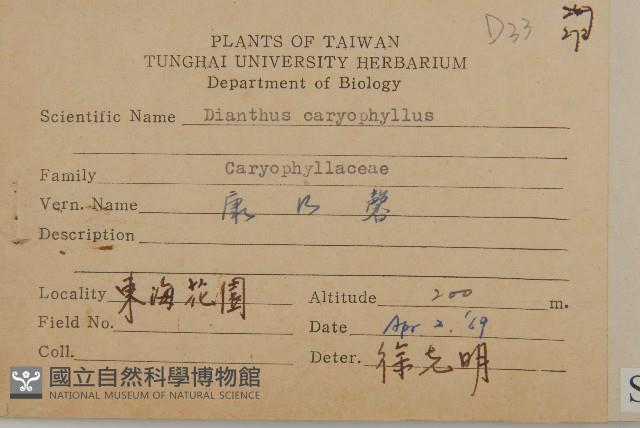 D33
272
PLANTS OF TAIWAN
TUNGHAI UNIVERSITY HERBARIUM
Department of Biology
Scientific Name Dianthus caryophyllus
Family Caryophyllaceae
Vern. Name 康乃馨
Description
Locality 東海花園 Altitude 200 m.
Field No. Date Apr. 2. '69
Coll. Deter. 徐克明
國立自然科學博物館
NATIONAL MUSEUM OF NATURAL SCIENCE
S